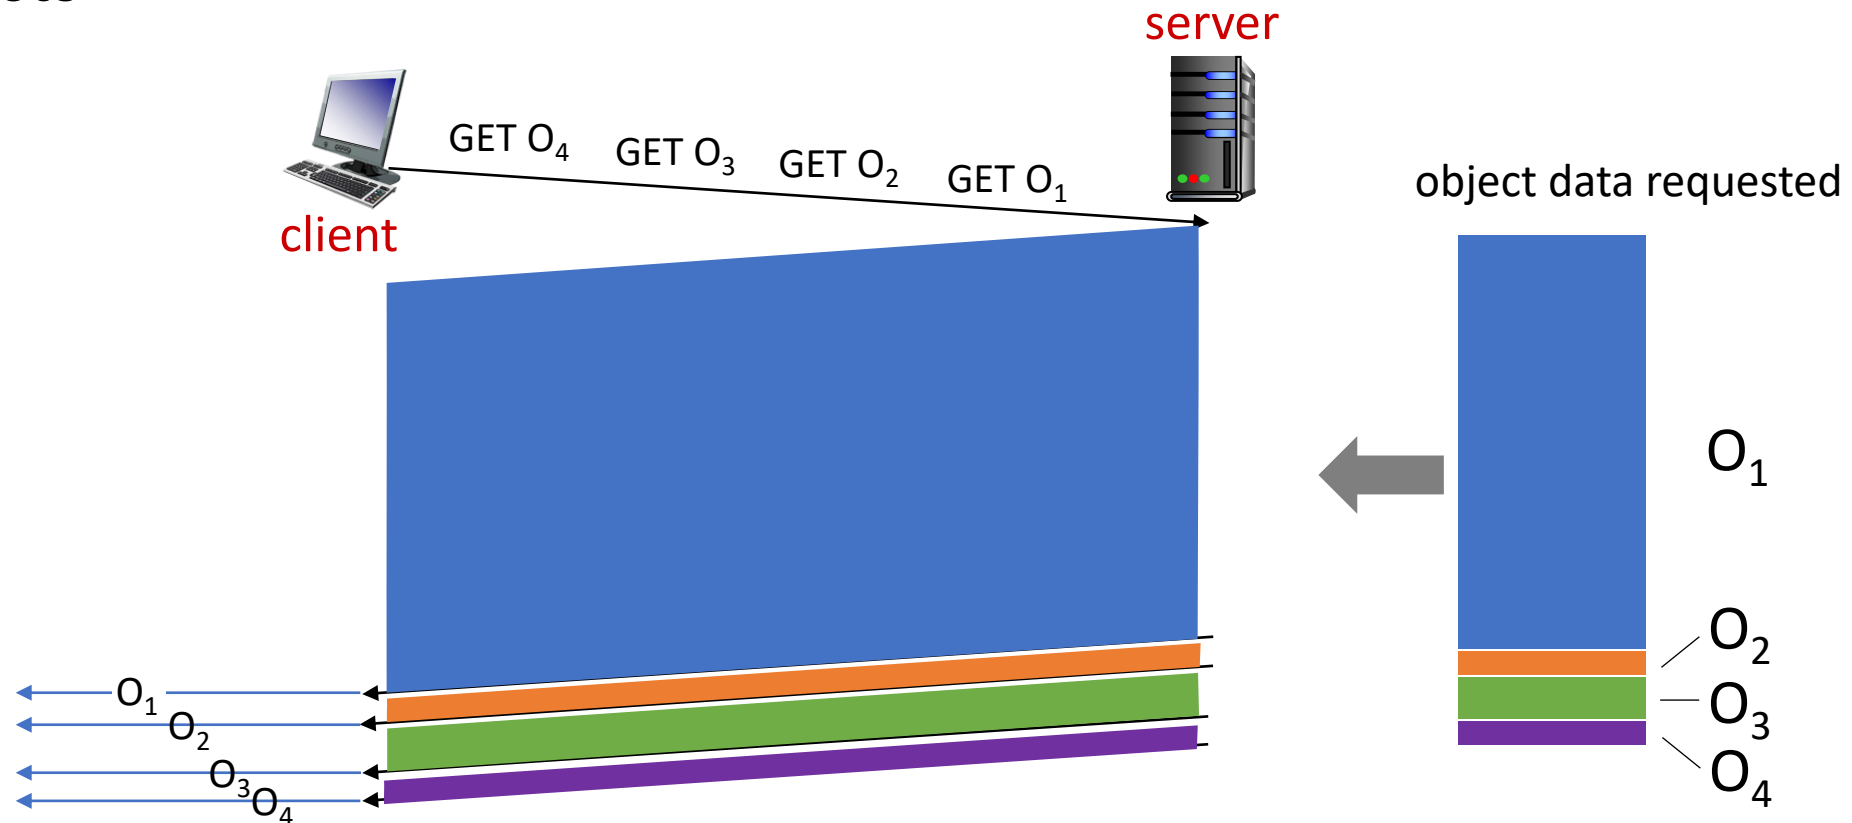 server
GET O4
GET O3
GET O2
GET O1
object data requested
client
O1
O2
O3
O4
O1
O2
O3
O4